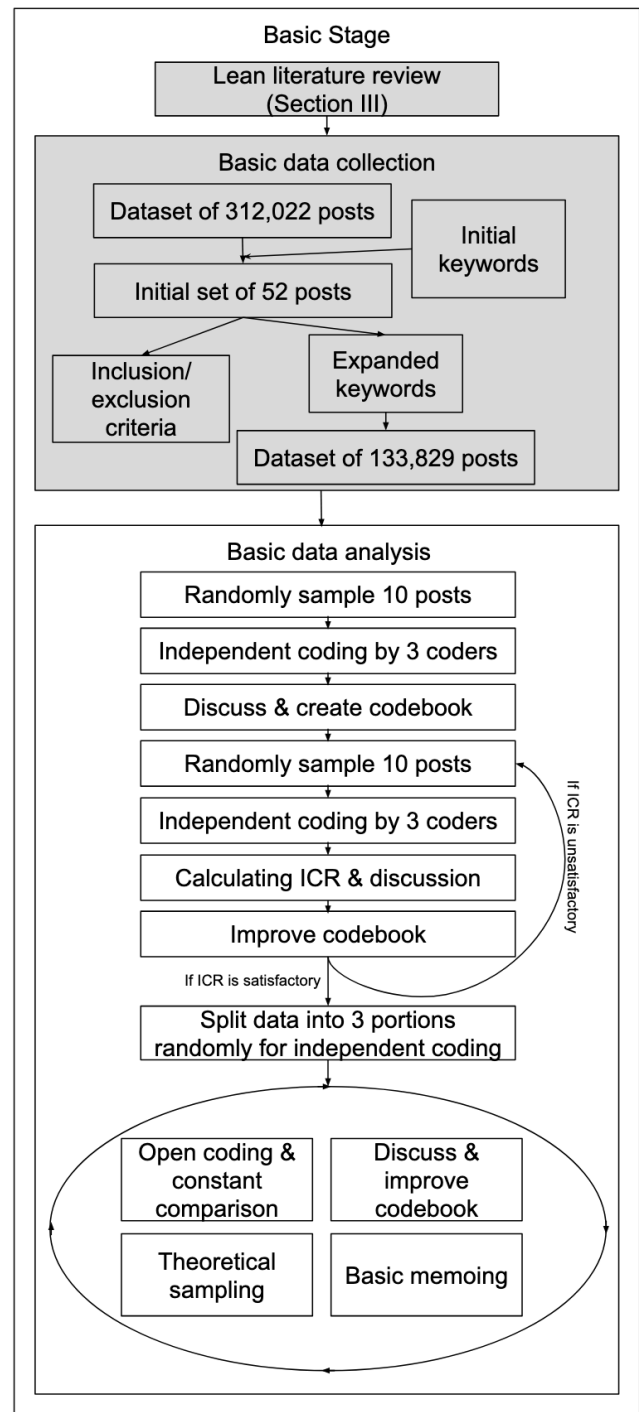 Basic Stage
Lean literature review
(Section III)
Basic data collection
Dataset of 312,022 posts
Initial
keywords
Initial set of 52 posts
Inclusion/
exclusion
criteria
Expanded
keywords
Dataset of 133,829 posts
Basic data analysis
Randomly sample 10 posts
Independent coding by 3 coders
Discuss & create codebook
Randomly sample 10 posts
If ICR is unsatisfactory
Independent coding by 3 coders
Calculating ICR & discussion
Improve codebook
If ICR is satisfactory
Split data into 3 portions
randomly for independent coding
Open coding &
constant
comparison
Discuss &
improve
codebook
Theoretical
sampling
Basic memoing